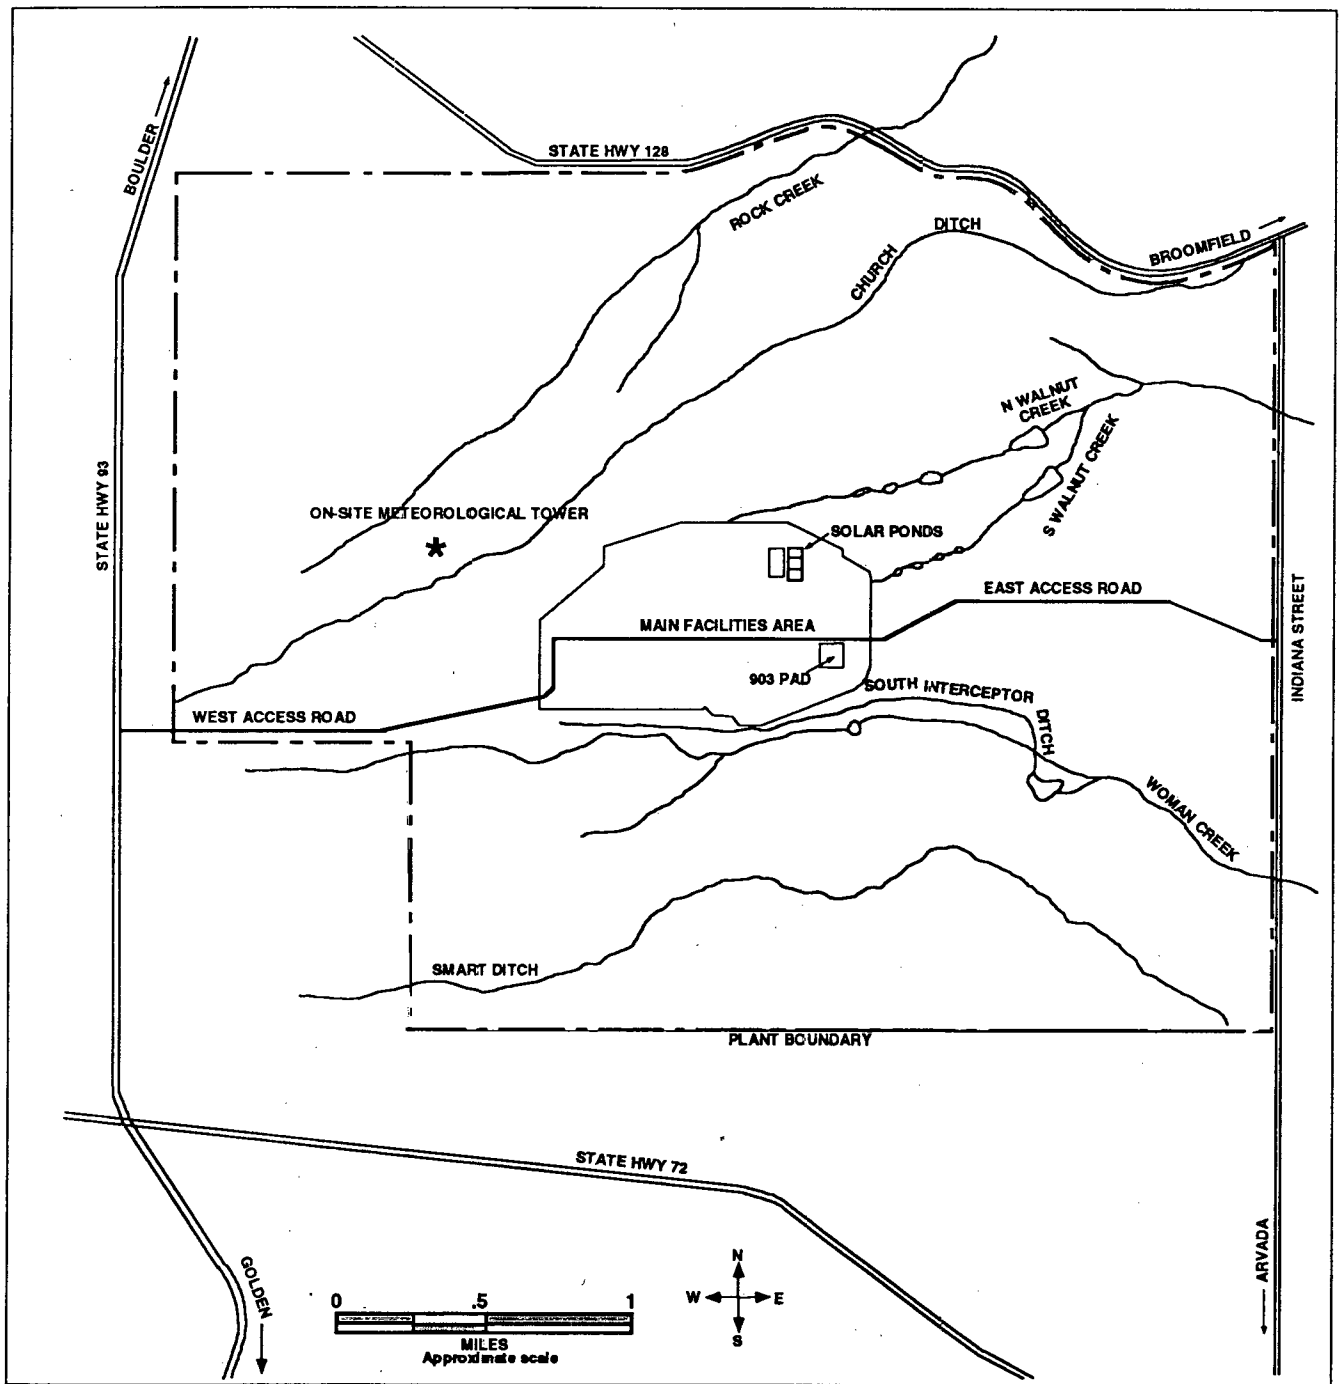 BOULDER
STATE HWY 128
ROCK CREEK
CHURCH
DITCH
BROOMFIELD
N WALNUT
CREEK
S WALNUT CREEK
STATE HWY 93
ON-SITE METEOROLOGICAL TOWER
*
SOLAR PONDS
EAST ACCESS ROAD
INDIANA STREET
MAIN FACILITIES AREA
903 PAD
SOUTH INTERCEPTOR
DITCH
WEST ACCESS ROAD
WOMAN CREEK
SMART DITCH
PLANT BOUNDARY
STATE HWY 72
GOLDEN
ARVADA
N
W E
S
0 .5 1
MILES
Approximate scale